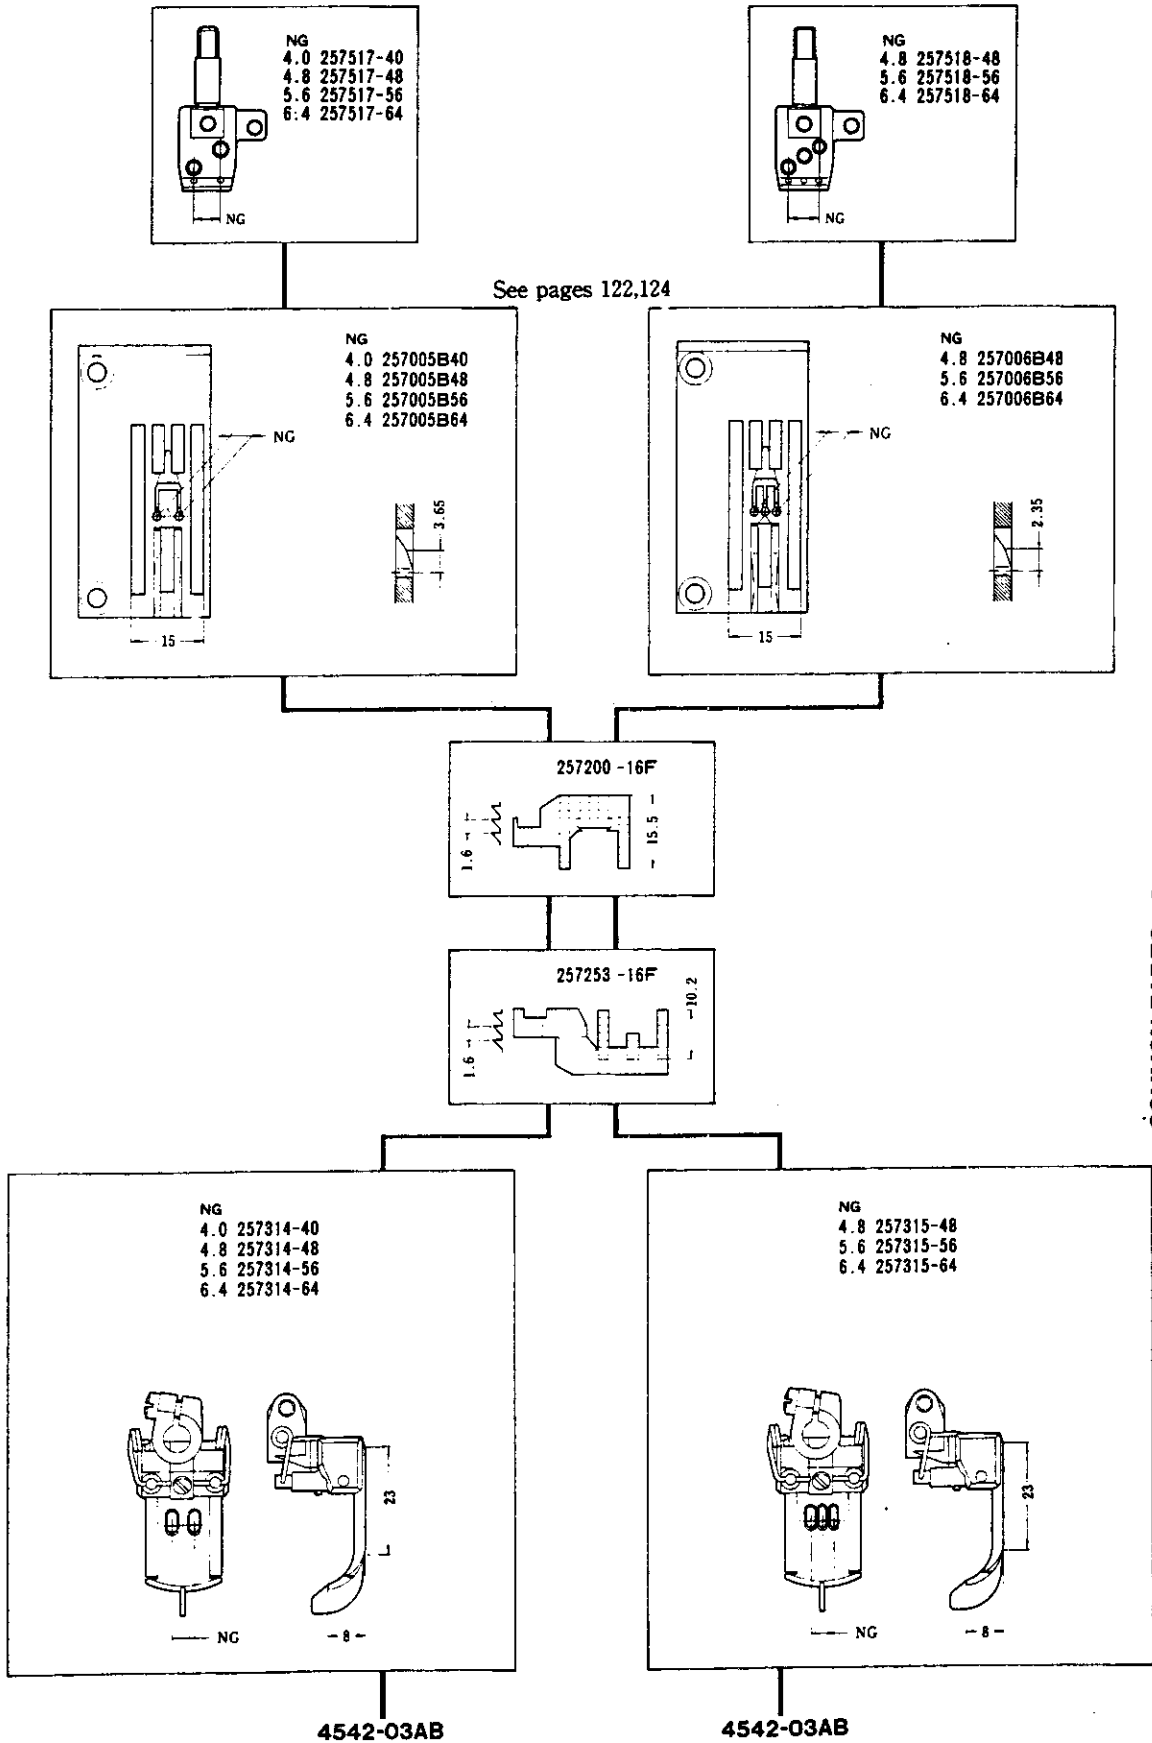 NG
4.0 257517-40
4.8 257517-48
5.6 257517-56
6.4 257517-64
NG
NG
4.8 257518-48
5.6 257518-56
6.4 257518-64
NG
See pages 122,124
NG
4.0 257005B40
4.8 257005B48
5.6 257005B56
6.4 257005B64
NG
3.65
15
NG
4.8 257006B48
5.6 257006B56
6.4 257006B64
NG
2.35
15
257200 -16F
1.6
15.5
257253 -16F
1.6
10.2
NG
4.0 257314-40
4.8 257314-48
5.6 257314-56
6.4 257314-64
23
NG
8
NG
4.8 257315-48
5.6 257315-56
6.4 257315-64
23
NG
8
4542-03AB
4542-03AB